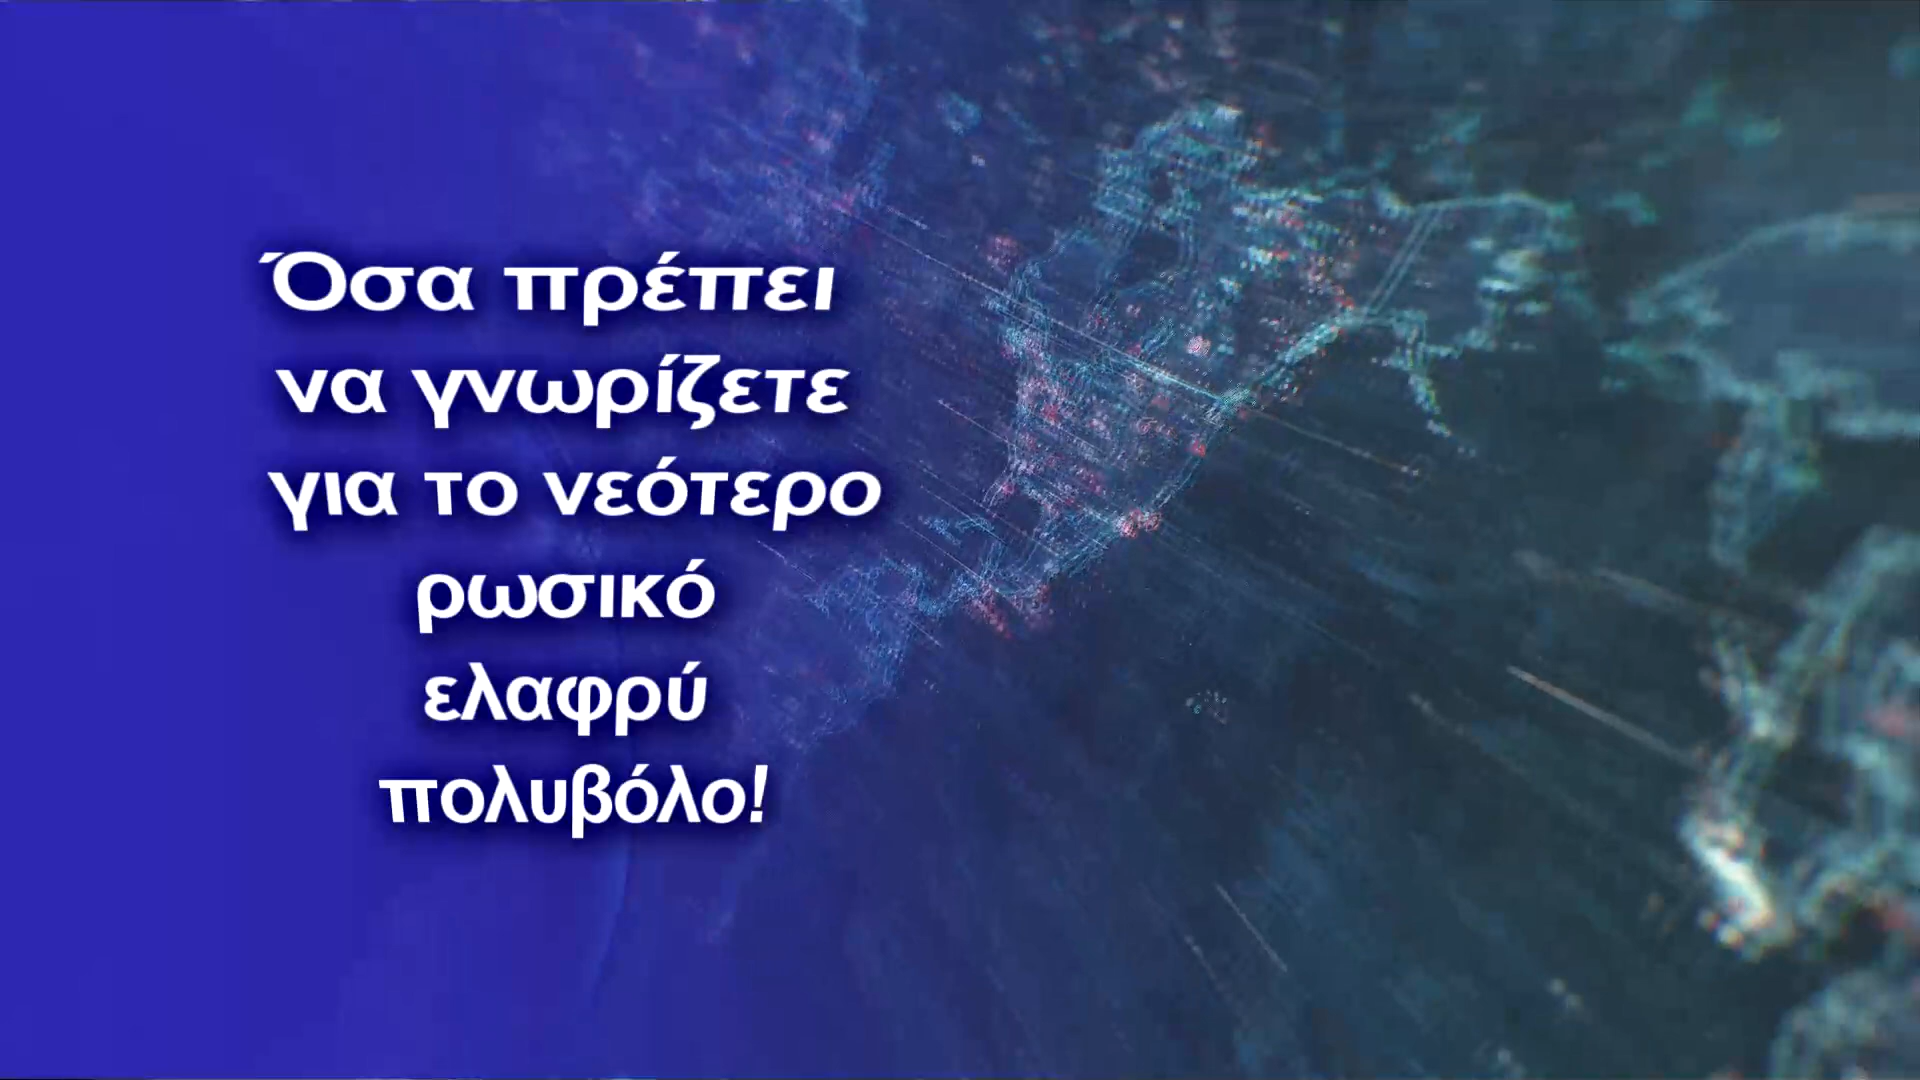 Όσα πρέπει
να γνωρίζετε
για το νεότερο
ρωσικό
ελαφρύ
πολυβόλο!